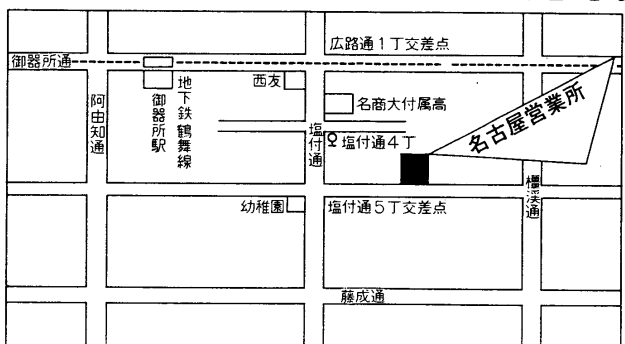 広路通1丁交差点
御器所通
西友
地下鉄鶴舞線
御器所駅
阿由知通
名商大付属高
名古屋営業所
塩付通
塩付通4丁
檀渓通
幼稚園
塩付通5丁交差点
藤成通